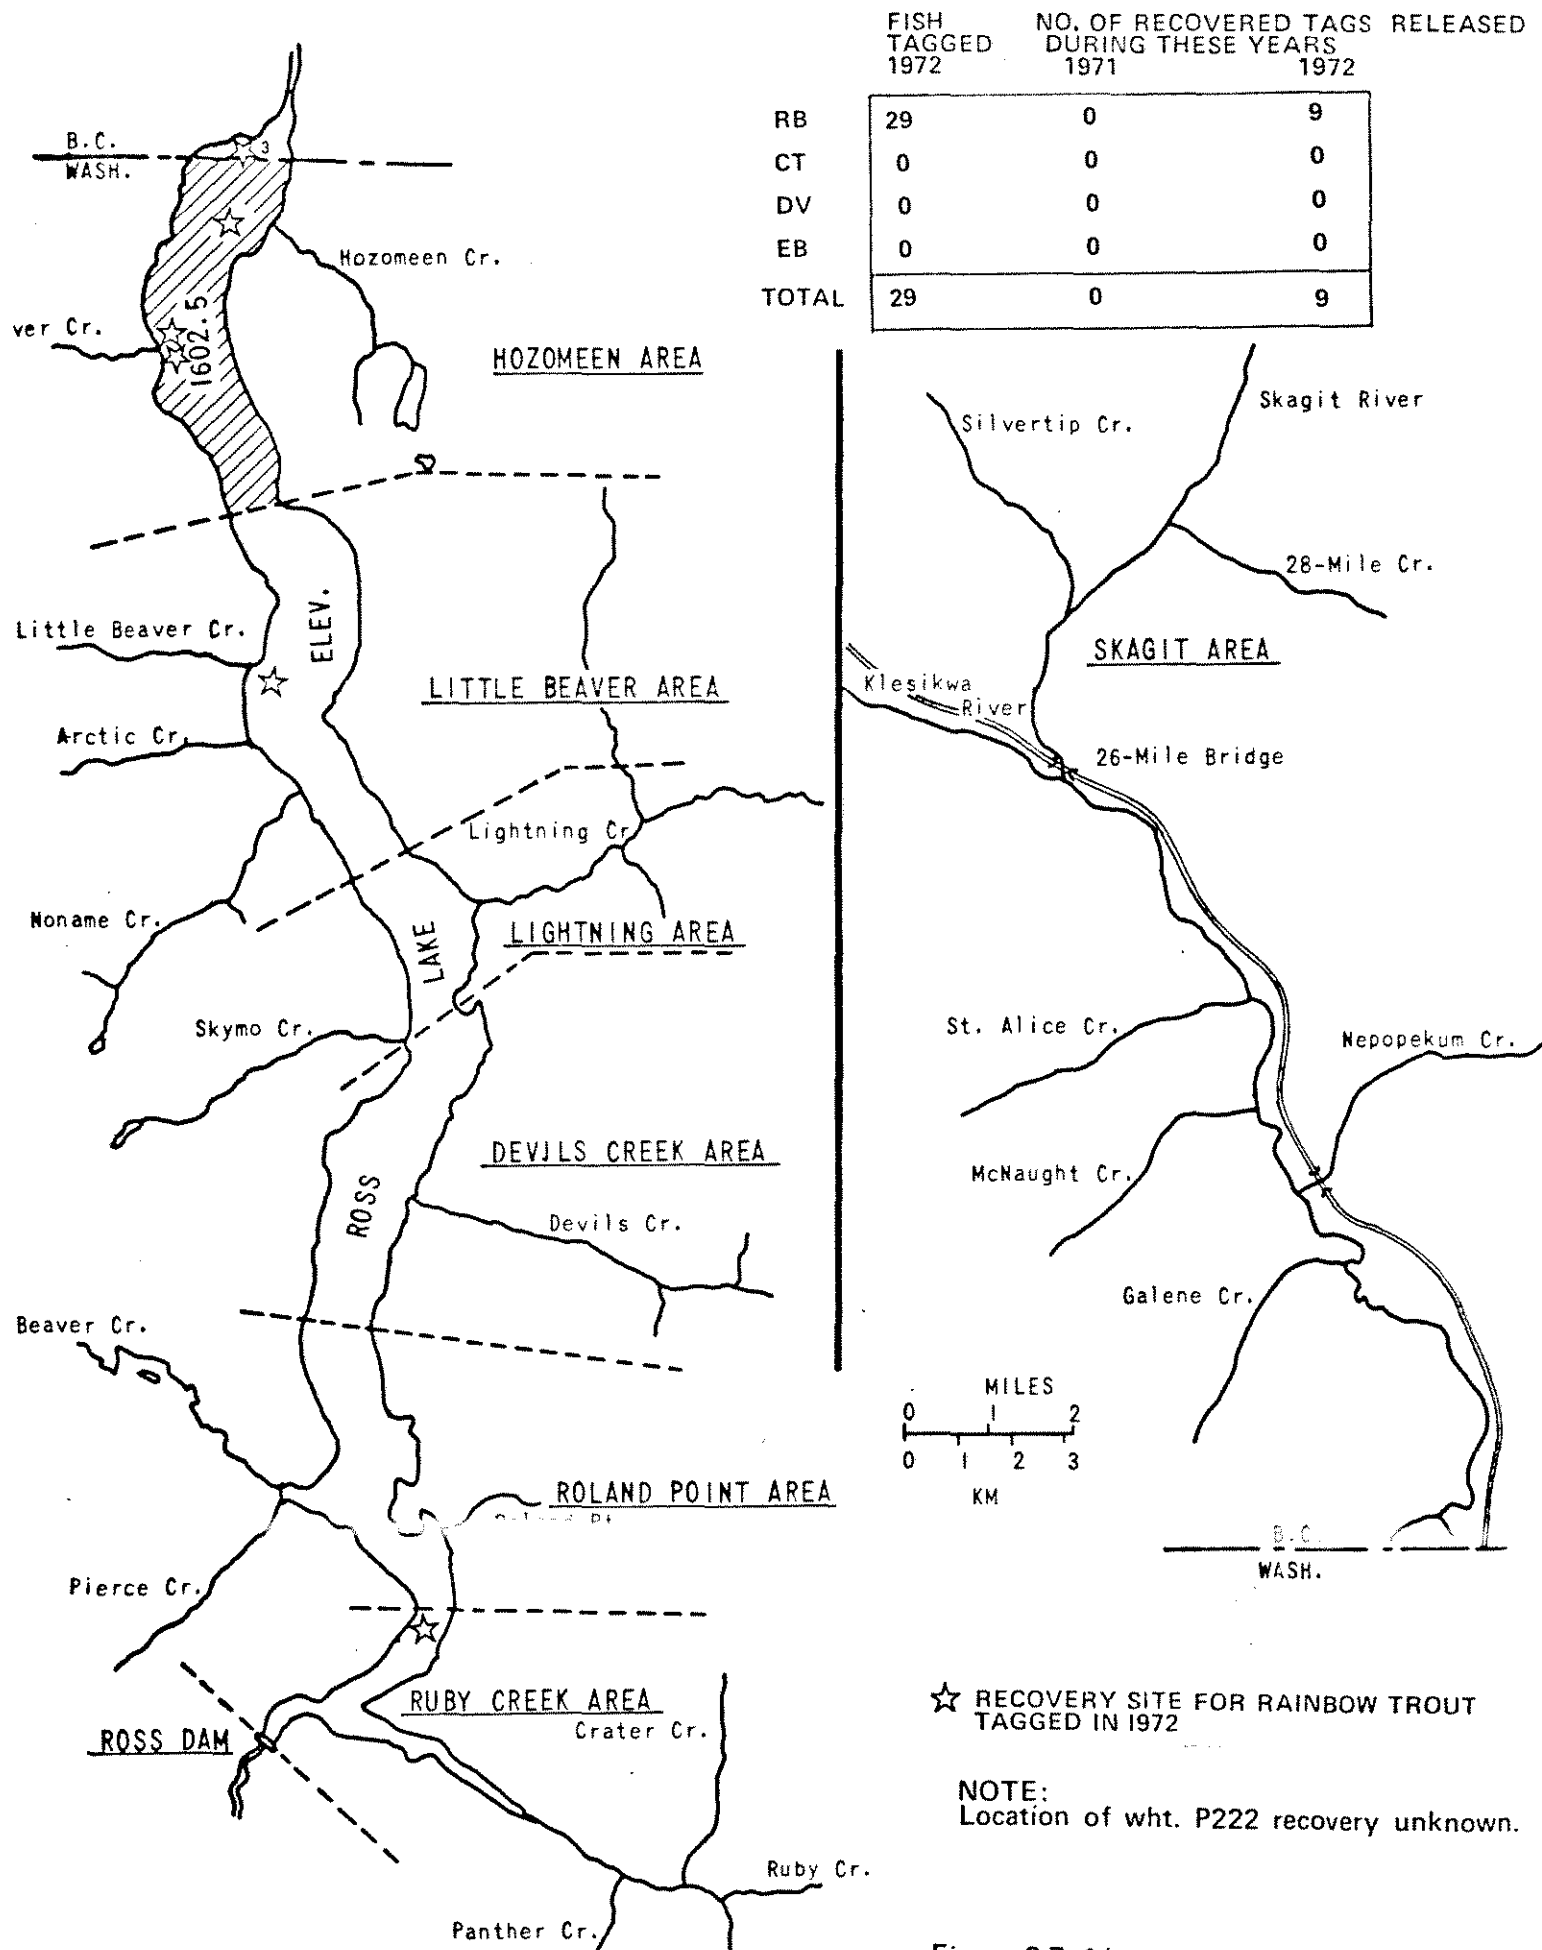 FISH TAGGED 1972
NO. OF RECOVERED TAGS RELEASED DURING THESE YEARS
1971 1972
RB 29 0 9
CT 0 0 0
DV 0 0 0
EB 0 0 0
TOTAL 29 0 9
B.C.
WASH.
3
Hozomeen Cr.
1602.5
ver Cr.
HOZOMEEN AREA
ELEV.
Little Beaver Cr.
LITTLE BEAVER AREA
Arctic Cr.
Lightning Cr
Noname Cr.
LAKE
LIGHTNING AREA
Skymo Cr.
DEVILS CREEK AREA
ROSS
Devils Cr.
Beaver Cr.
ROLAND POINT AREA
Pierce Cr.
RUBY CREEK AREA
Crater Cr.
ROSS DAM
Ruby Cr.
Panther Cr.
Silvertip Cr.
Skagit River
28-Mile Cr.
SKAGIT AREA
Klesikwa
River
26-Mile Bridge
St. Alice Cr.
Nepopekum Cr.
McNaught Cr.
Galene Cr.
MILES
0 1 2
0 1 2 3
KM
B.C.
WASH.
RECOVERY SITE FOR RAINBOW TROUT
TAGGED IN 1972
NOTE:
Location of wht. P222 recovery unknown.